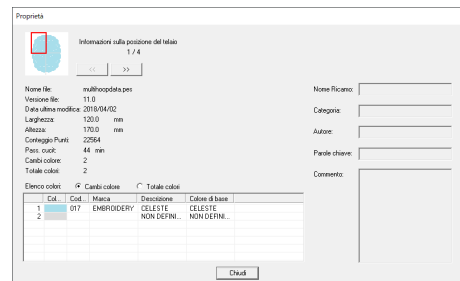 Proprietà
Informazioni sulla posizione del telaio
1 / 4
<< >>
Nome file: multihoopdata.pes
Versione file: 11.0
Data ultima modifica: 2018/04/02
Larghezza: 120.0 mm
Altezza: 170.0 mm
Conteggio Punti: 22564
Pass. cucit: 44 min
Cambi colore: 2
Totale colori: 2
Nome Ricamo:
Categoria:
Autore:
Parole chiave:
Commento:
Elenco colori: Cambi colore Totale colori
Col... Cod... Marca Descrizione Colore di base
1 017 EMBROIDERY CELESTE CELESTE
2 NON DEFINI... NON DEFINI...
Chiudi